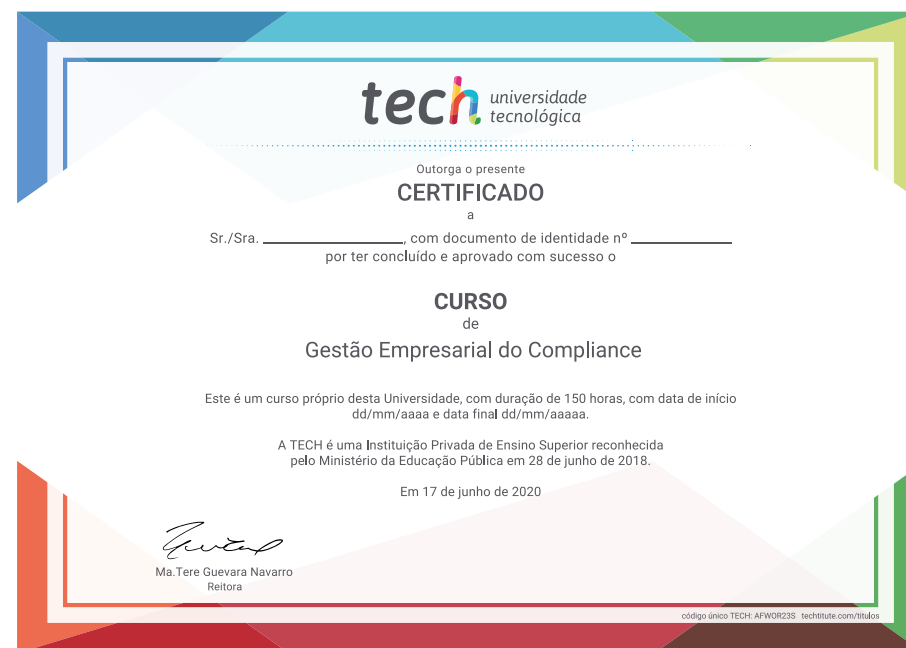 tech universidade
tecnológica
Outorga o presente
CERTIFICADO
a
Sr./Sra. ____________, com documento de identidade nº ____________
por ter concluído e aprovado com sucesso o
CURSO
de
Gestão Empresarial do Compliance
Este é um curso próprio desta Universidade, com duração de 150 horas, com data de início
dd/mm/aaaa e data final dd/mm/aaaaa.
A TECH é uma Instituição Privada de Ensino Superior reconhecida
pelo Ministério da Educação Pública em 28 de junho de 2018.
Em 17 de junho de 2020
Ma.Tere Guevara Navarro
Reitora
código único TECH: AFWOR23S techtitute.com/titulos